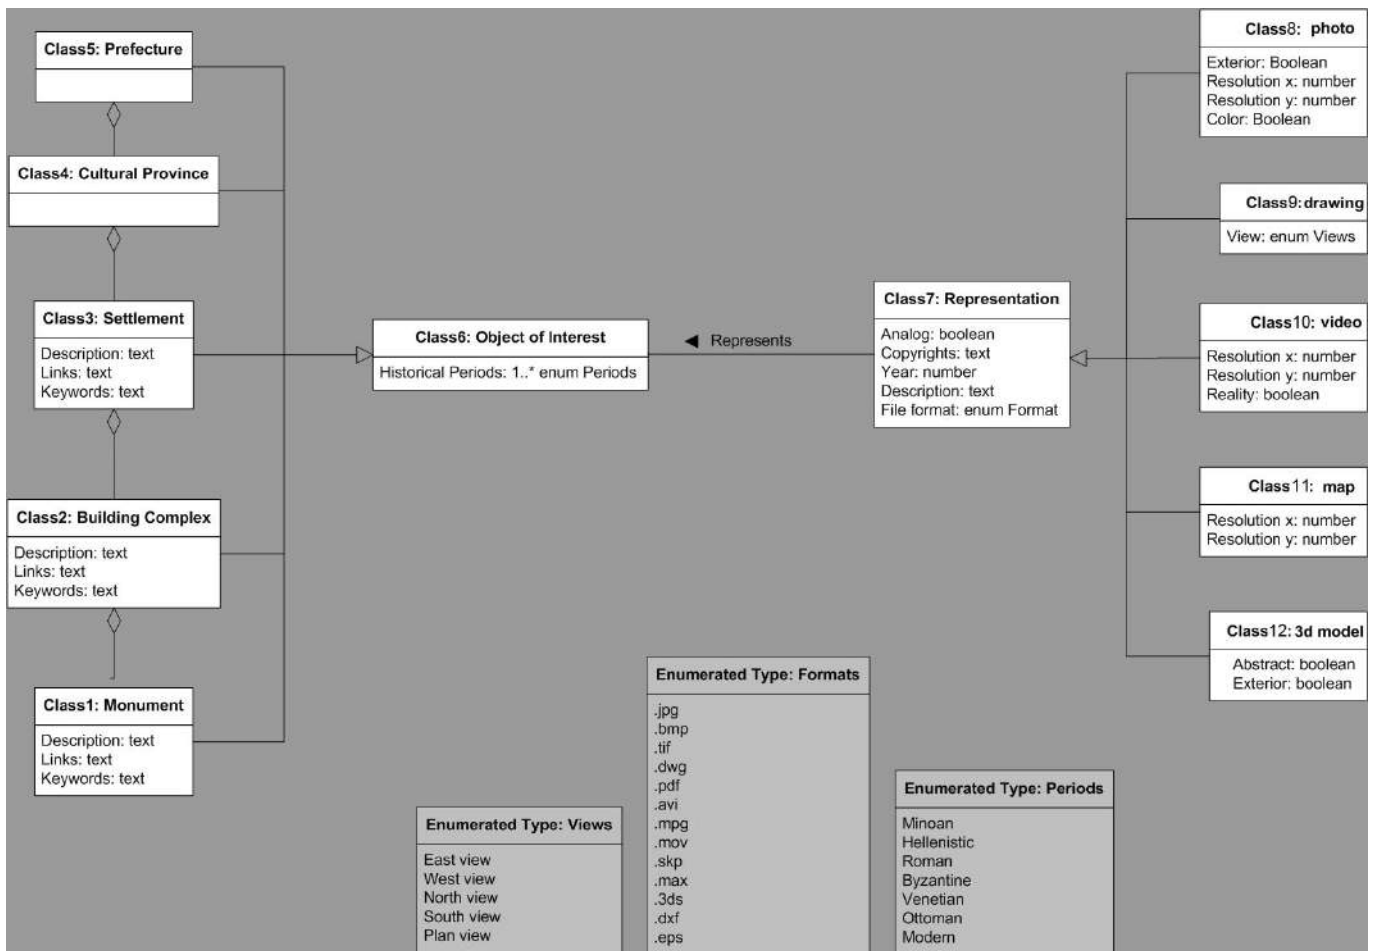 Class5: Prefecture
Class4: Cultural Province
Class3: Settlement
Description: text
Links: text
Keywords: text
Class2: Building Complex
Description: text
Links: text
Keywords: text
Class1: Monument
Description: text
Links: text
Keywords: text
Class6: Object of Interest
Historical Periods: 1..* enum Periods
◄ Represents
Class7: Representation
Analog: boolean
Copyrights: text
Year: number
Description: text
File format: enum Format
Class8: photo
Exterior: Boolean
Resolution x: number
Resolution y: number
Color: Boolean
Class9:drawing
View: enum Views
Class10: video
Resolution x: number
Resolution y: number
Reality: boolean
Class11: map
Resolution x: number
Resolution y: number
Class12: 3d model
Abstract: boolean
Exterior: boolean
Enumerated Type: Views
East view
West view
North view
South view
Plan view
Enumerated Type: Formats
.jpg
.bmp
.tif
.dwg
.pdf
.avi
.mpg
.mov
.skp
.max
.3ds
.dxf
.eps
Enumerated Type: Periods
Minoan
Hellenistic
Roman
Byzantine
Venetian
Ottoman
Modern